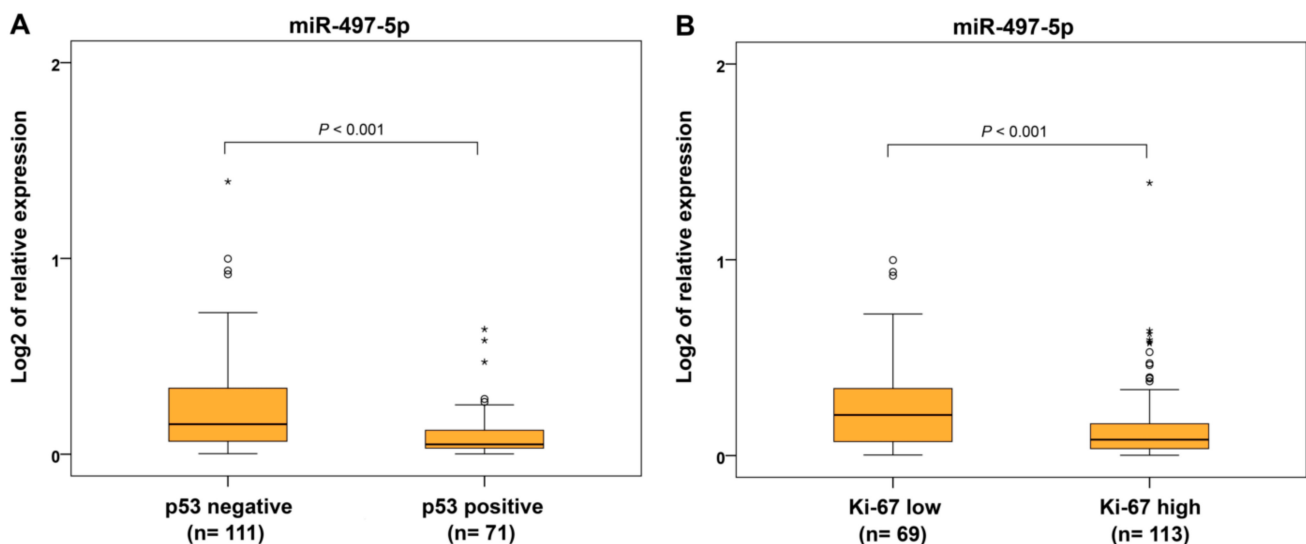 A
miR-497-5p
Log2 of relative expression
2
1
0
P < 0.001
p53 negative
(n= 111)
p53 positive
(n= 71)
B
miR-497-5p
Log2 of relative expression
2
1
0
P < 0.001
Ki-67 low
(n= 69)
Ki-67 high
(n= 113)